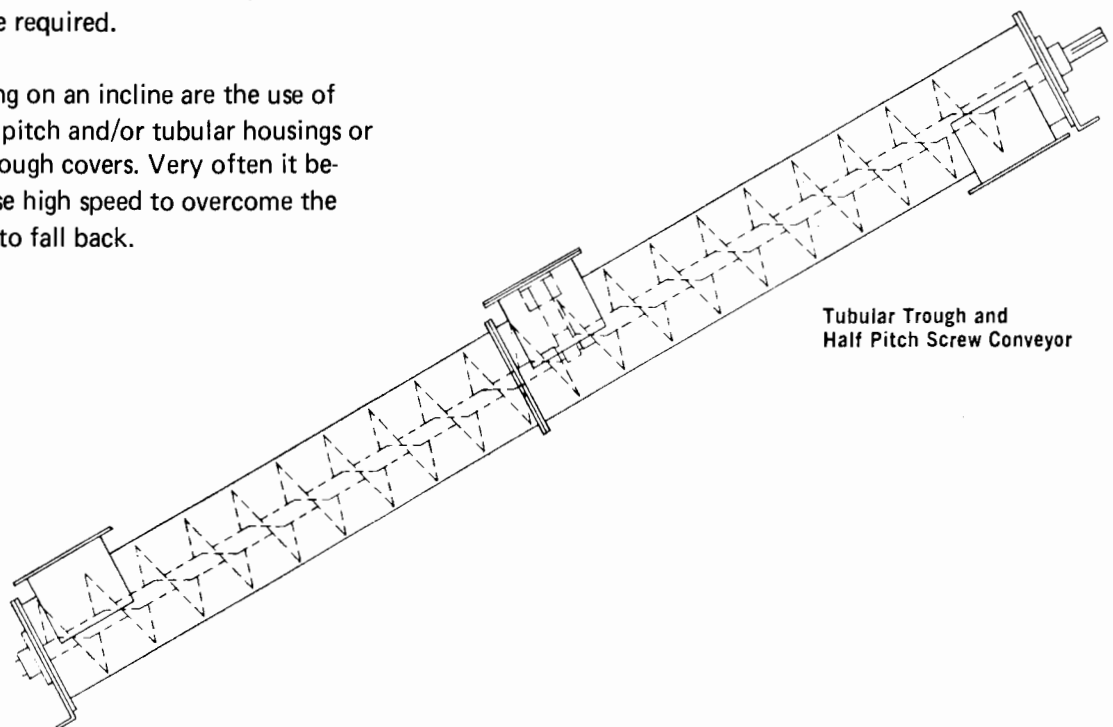 e required.
ng on an incline are the use of
pitch and/or tubular housings or
ough covers. Very often it be-
se high speed to overcome the
to fall back.
Tubular Trough and
Half Pitch Screw Conveyor